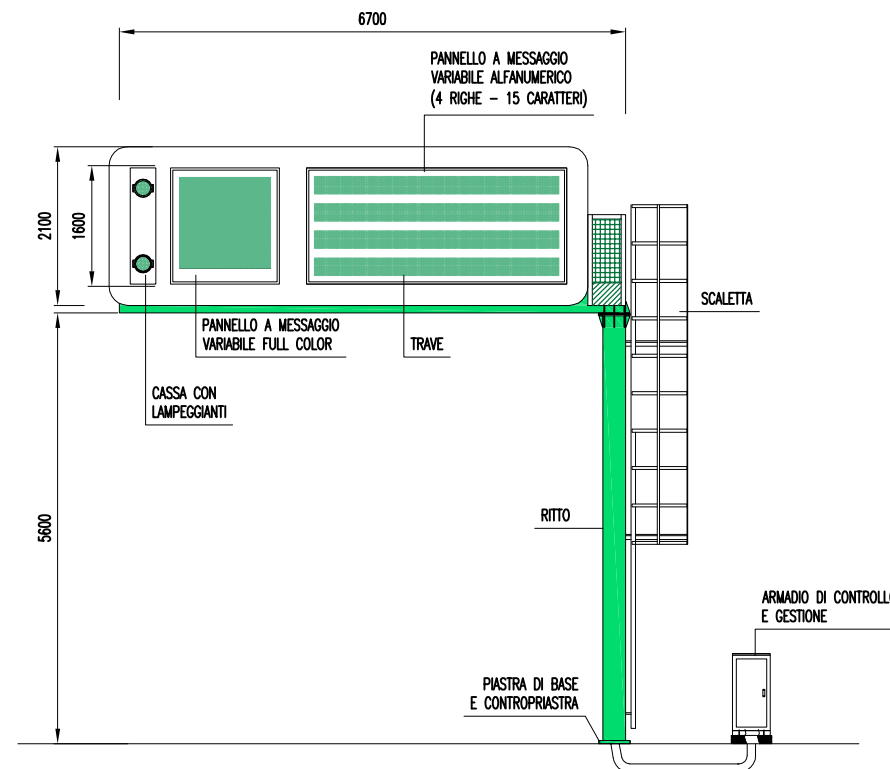 6700
PANNELLO A MESSAGGIO
VARIABILE ALFANUMERICO
(4 RIGHE – 15 CARATTERI)
2100
1600
SCALETTA
PANNELLO A MESSAGGIO
VARIABILE FULL COLOR
TRAVE
CASSA CON
LAMPEGGIANTI
5600
RITTO
ARMADIO DI CONTROLLO
E GESTIONE
PIASTRA DI BASE
E CONTROPRIASTRA